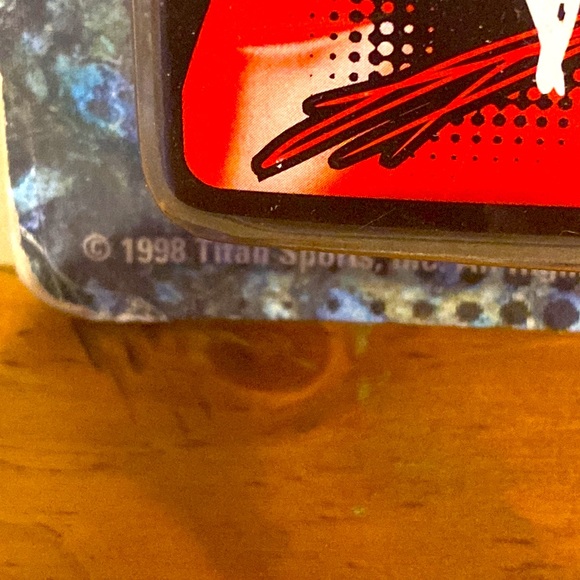 © 1998 Titan Sports, Inc.